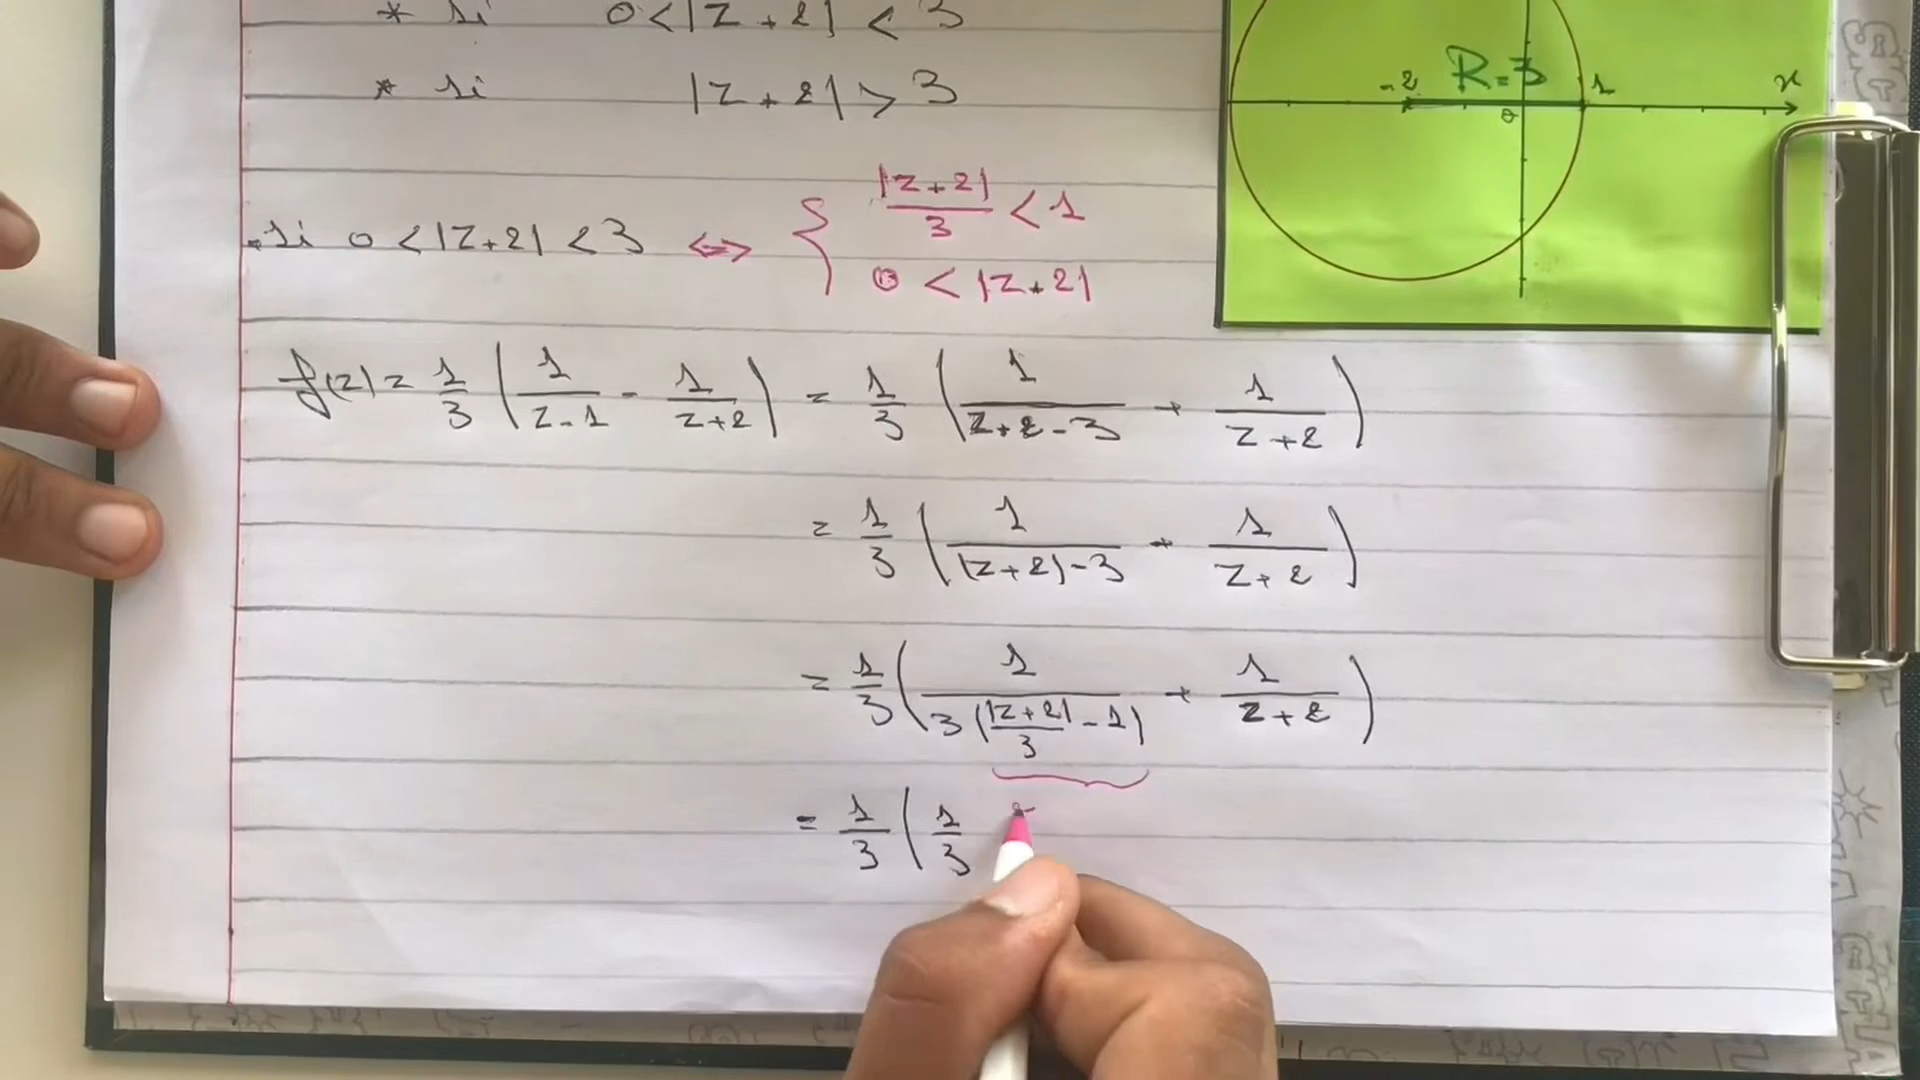 * si 0 < |z + 2| < 3
* si |z + 2| > 3
R = 3
-2 0 1 x
. si 0 < |z + 2| < 3 <=> { |z + 2| / 3 < 1
0 < |z + 2|
f(z) = 1/3 ( 1/(z - 1) - 1/(z + 2) ) = 1/3 ( 1/(z + 2 - 3) + 1/(z + 2) )
= 1/3 ( 1/((z + 2) - 3) + 1/(z + 2) )
= 1/3 ( 1/(3 ((z + 2)/3 - 1)) + 1/(z + 2) )
= 1/3 ( 1/3